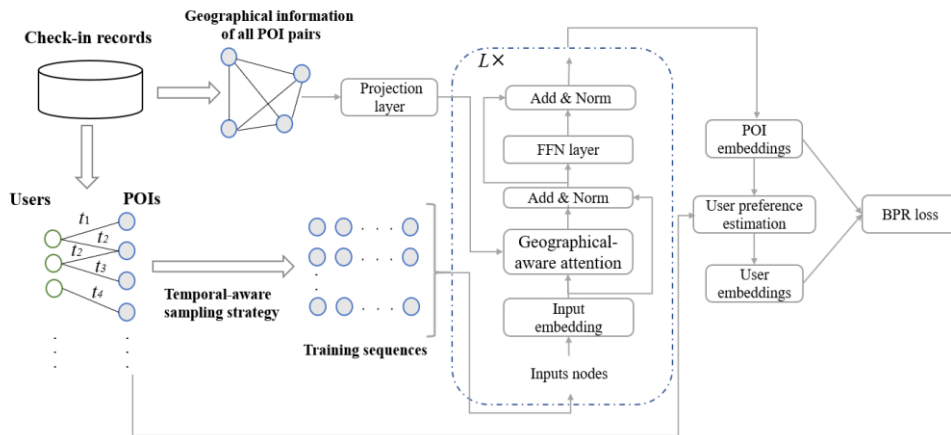 Check-in records
Geographical information
of all POI pairs
Projection
layer
L×
Add & Norm
FFN layer
Add & Norm
Geographical-
aware attention
Input
embedding
Inputs nodes
POI
embeddings
User preference
estimation
User
embeddings
BPR loss
Users
POIs
t1
t2
t2
t3
t4
Temporal-aware
sampling strategy
Training sequences